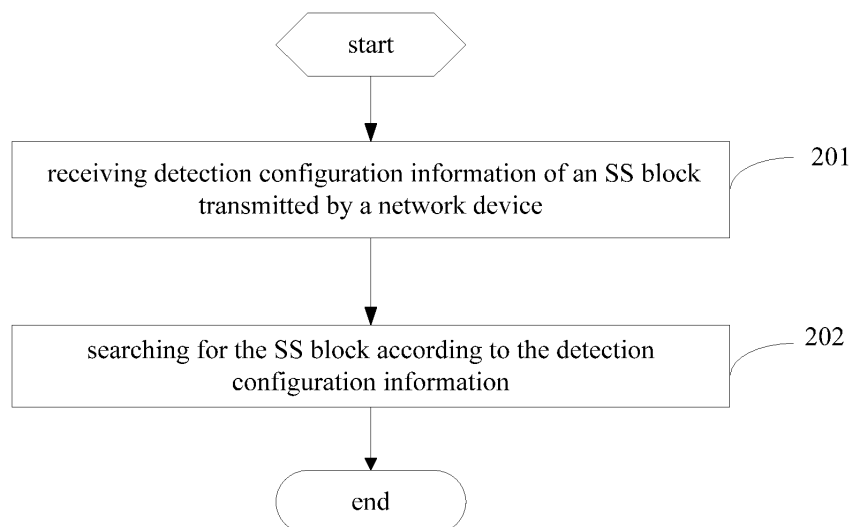 start
receiving detection configuration information of an SS block
transmitted by a network device
201
searching for the SS block according to the detection
configuration information
202
end